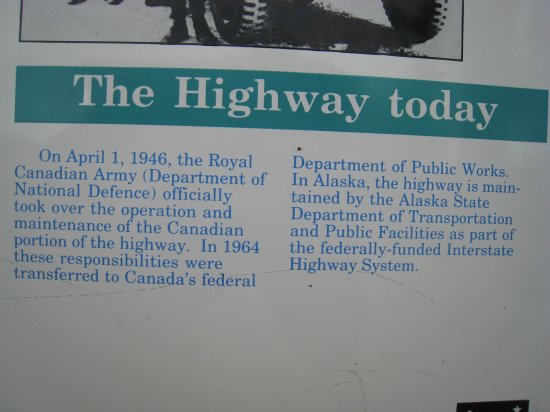 The Highway today
On April 1, 1946, the Royal
Canadian Army (Department of
National Defence) officially
took over the operation and
maintenance of the Canadian
portion of the highway. In 1964
these responsibilities were
transferred to Canada's federal
Department of Public Works.
In Alaska, the highway is main-
tained by the Alaska State
Department of Transportation
and Public Facilities as part of
the federally-funded Interstate
Highway System.